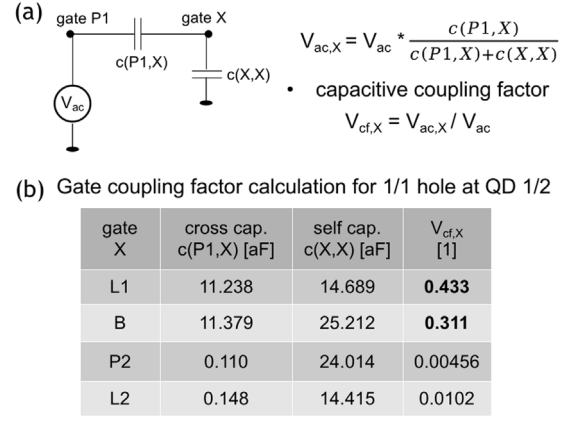 (a)
gate P1
gate X
c(P1,X)
c(X,X)
Vac
Vac,X = Vac * c(P1,X) / c(P1,X)+c(X,X)
• capacitive coupling factor
Vcf,X = Vac,X / Vac
(b) Gate coupling factor calculation for 1/1 hole at QD 1/2
gate X cross cap. c(P1,X) [aF] self cap. c(X,X) [aF] Vcf,X [1]
L1 11.238 14.689 0.433
B 11.379 25.212 0.311
P2 0.110 24.014 0.00456
L2 0.148 14.415 0.0102